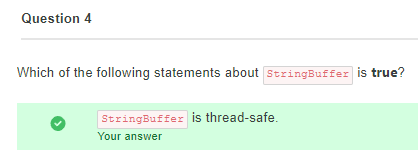 Question 4
Which of the following statements about StringBuffer is true?
StringBuffer is thread-safe.
Your answer